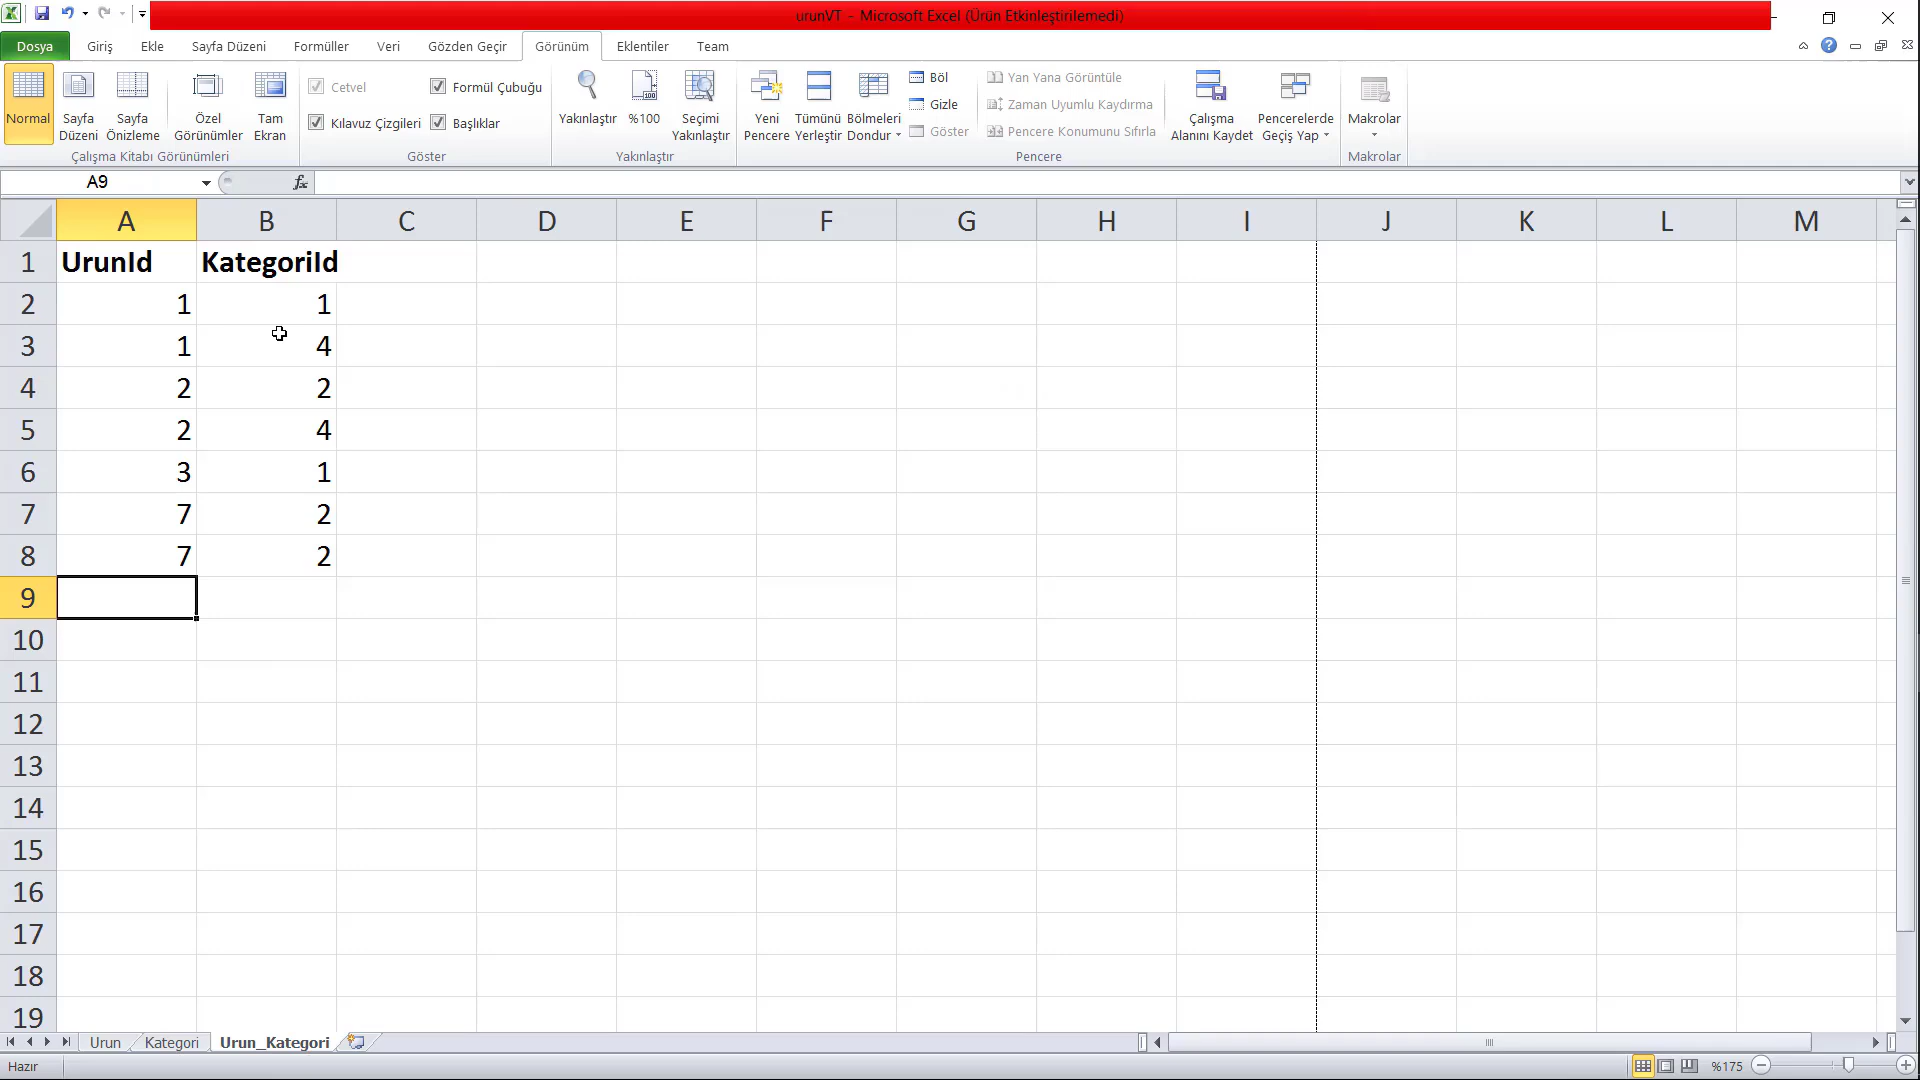 urunVT - Microsoft Excel (Ürün Etkinleştirilemedi)
Dosya Giriş Ekle Sayfa Düzeni Formüller Veri Gözden Geçir Görünüm Eklentiler Team
Normal
Sayfa Düzeni
Sayfa Önizleme
Özel Görünümler
Tam Ekran
Çalışma Kitabı Görünümleri
Cetvel
Formül Çubuğu
Kılavuz Çizgileri
Başlıklar
Göster
Yakınlaştır
%100
Seçimi Yakınlaştır
Yakınlaştır
Yeni Pencere
Tümünü Yerleştir
Bölmeleri Dondur
Böl
Gizle
Göster
Yan Yana Görüntüle
Zaman Uyumlu Kaydırma
Pencere Konumunu Sıfırla
Çalışma Alanını Kaydet
Pencerelerde Geçiş Yap
Pencere
Makrolar
Makrolar
A9 fx
A B C D E F G H I J K L M
1 UrunId KategoriId
2 1 1
3 1 4
4 2 2
5 2 4
6 3 1
7 7 2
8 7 2
9
10
11
12
13
14
15
16
17
18
19
Urun Kategori Urun_Kategori
Hazır %175